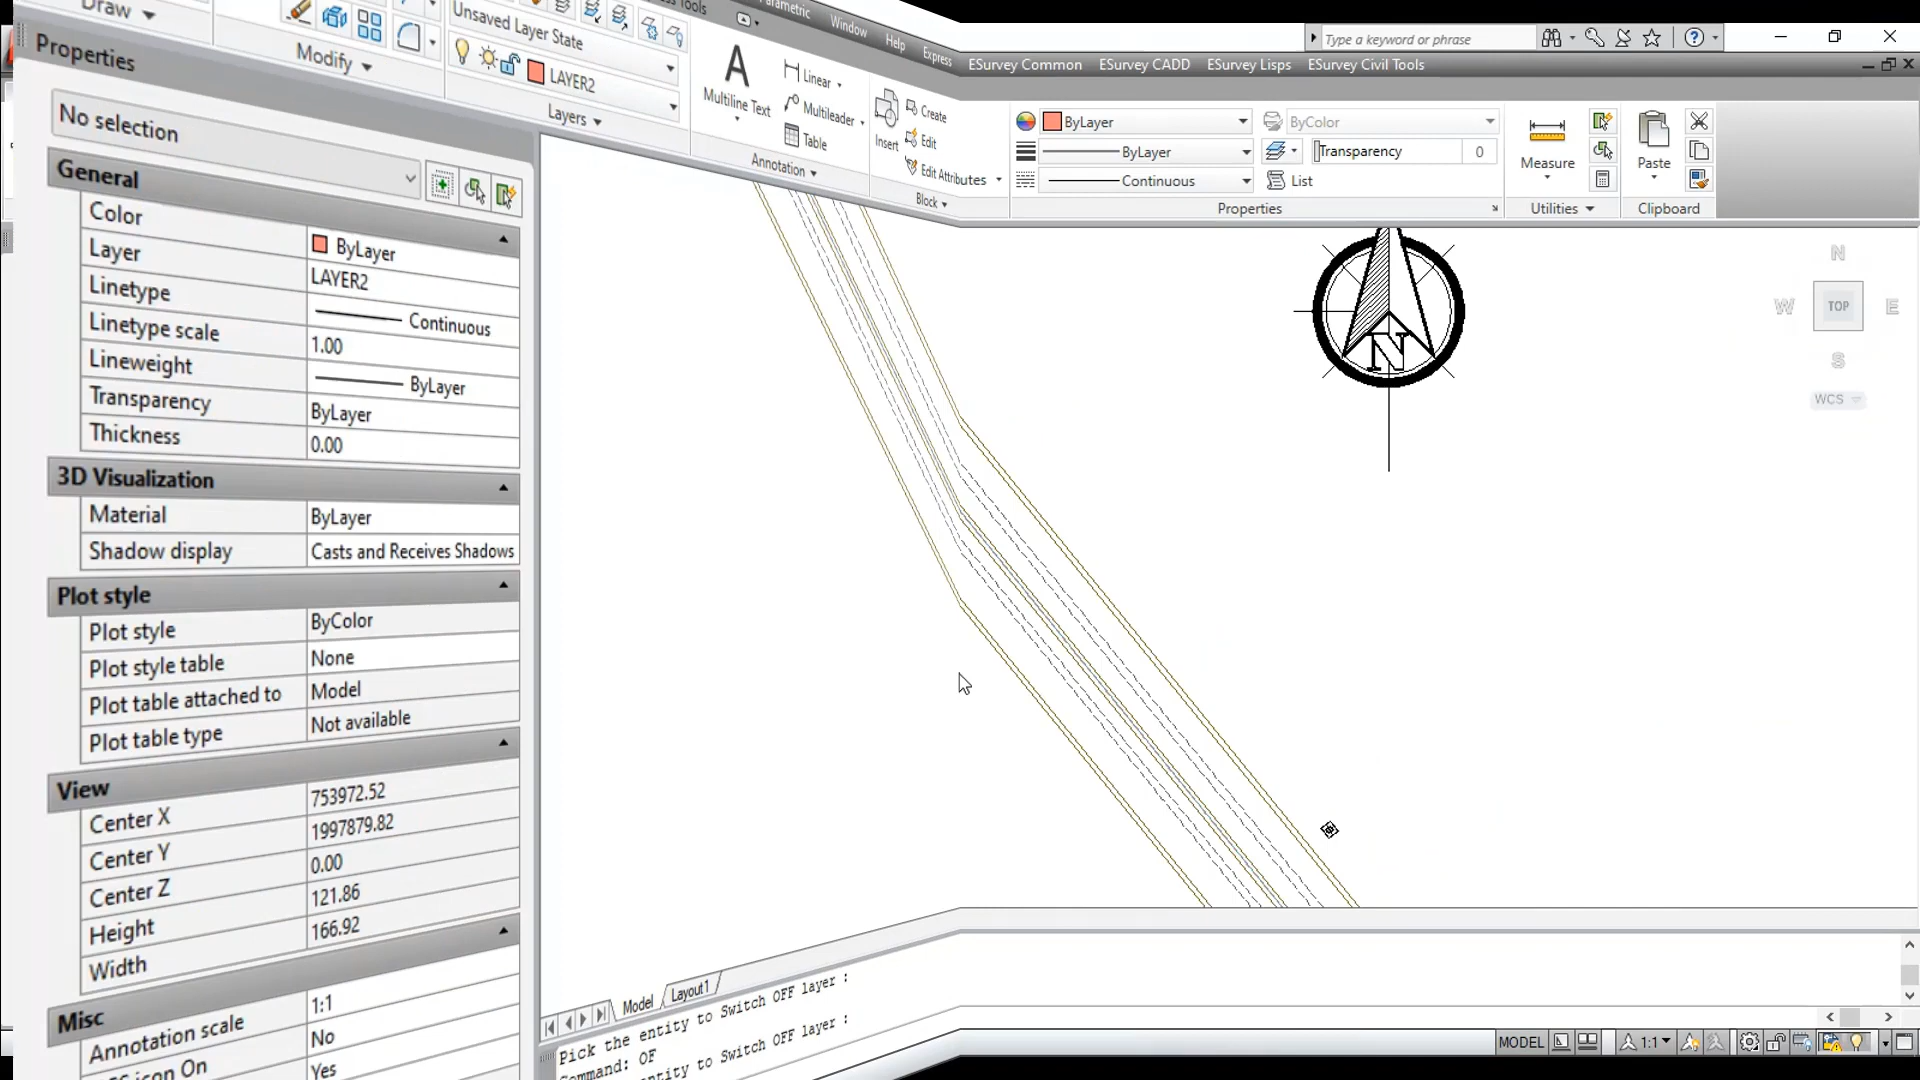 Draw
Modify
Unsaved Layer State
LAYER2
Layers
Tools
Parametric
Window
Help
Express
ESurvey Common
ESurvey CADD
ESurvey Lisps
ESurvey Civil Tools
Type a keyword or phrase
A
Multiline Text
Linear
Multileader
Table
Annotation
Insert
Create
Edit
Edit Attributes
Block
ByLayer
ByLayer
Continuous
ByColor
Transparency 0
List
Properties
Measure
Utilities
Paste
Clipboard
Properties
No selection
General
Color ByLayer
Layer LAYER2
Linetype Continuous
Linetype scale 1.00
Lineweight ByLayer
Transparency ByLayer
Thickness 0.00
3D Visualization
Material ByLayer
Shadow display Casts and Receives Shadows
Plot style
Plot style ByColor
Plot style table None
Plot table attached to Model
Plot table type Not available
View
Center X 753972.52
Center Y 1997879.82
Center Z 0.00
Height 121.86
Width 166.92
Misc
Annotation scale 1:1
icon On No
Yes
N
N
W TOP E
S
WCS
Model Layout1
Pick the entity to Switch OFF layer :
Command: OF
entity to Switch OFF layer :
MODEL
1:1